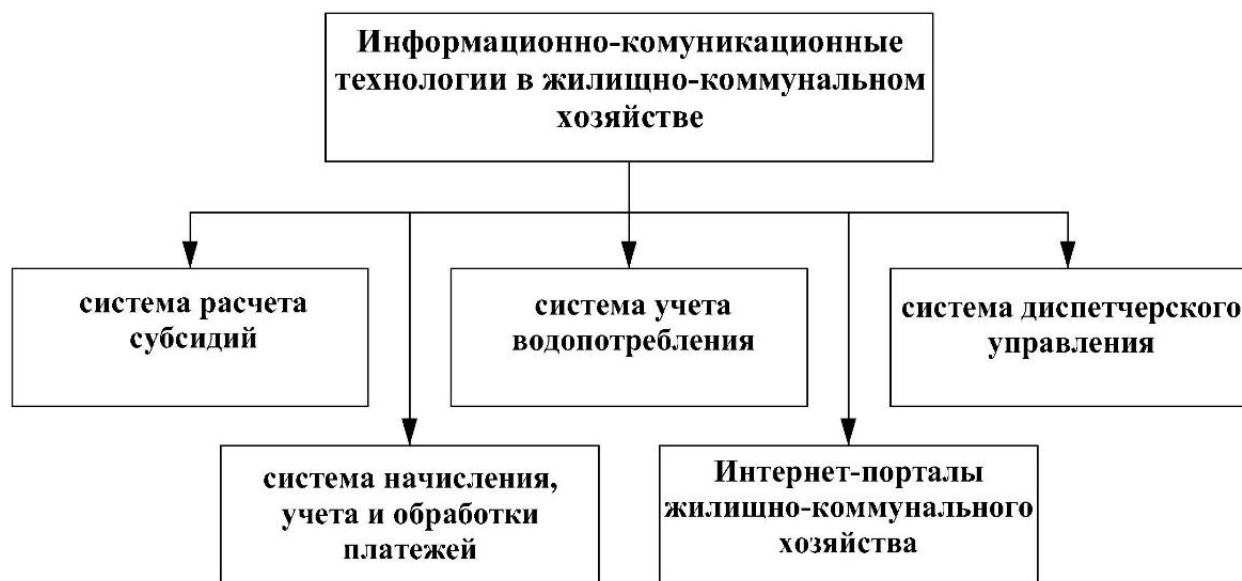 Информационно-комуникационные
технологии в жилищно-коммунальном
хозяйстве
система расчета
субсидий
система учета
водопотребления
система диспетчерского
управления
система начисления,
учета и обработки
платежей
Интернет-порталы
жилищно-коммунального
хозяйства